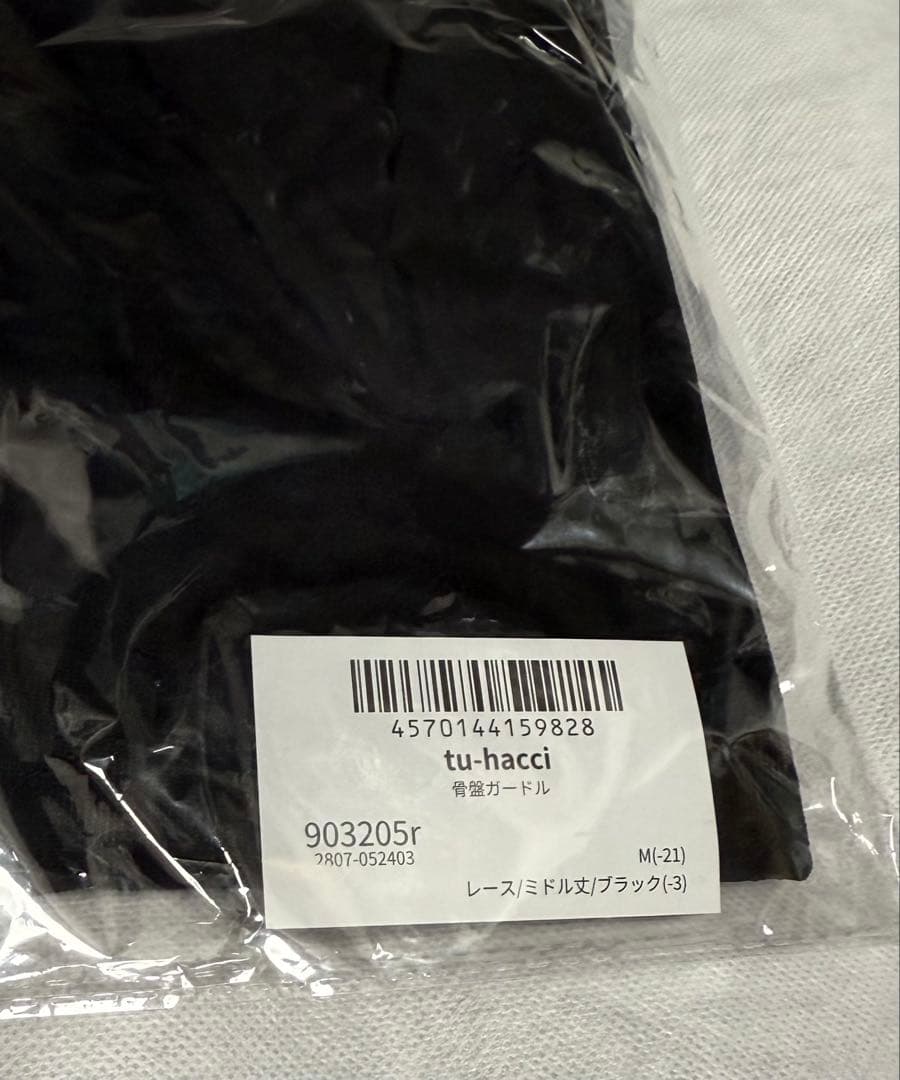 4570144159828
tu-hacci
骨盤ガードル
903205r
2807-052403
M(-21)
レース/ミドル丈/ブラック(-3)